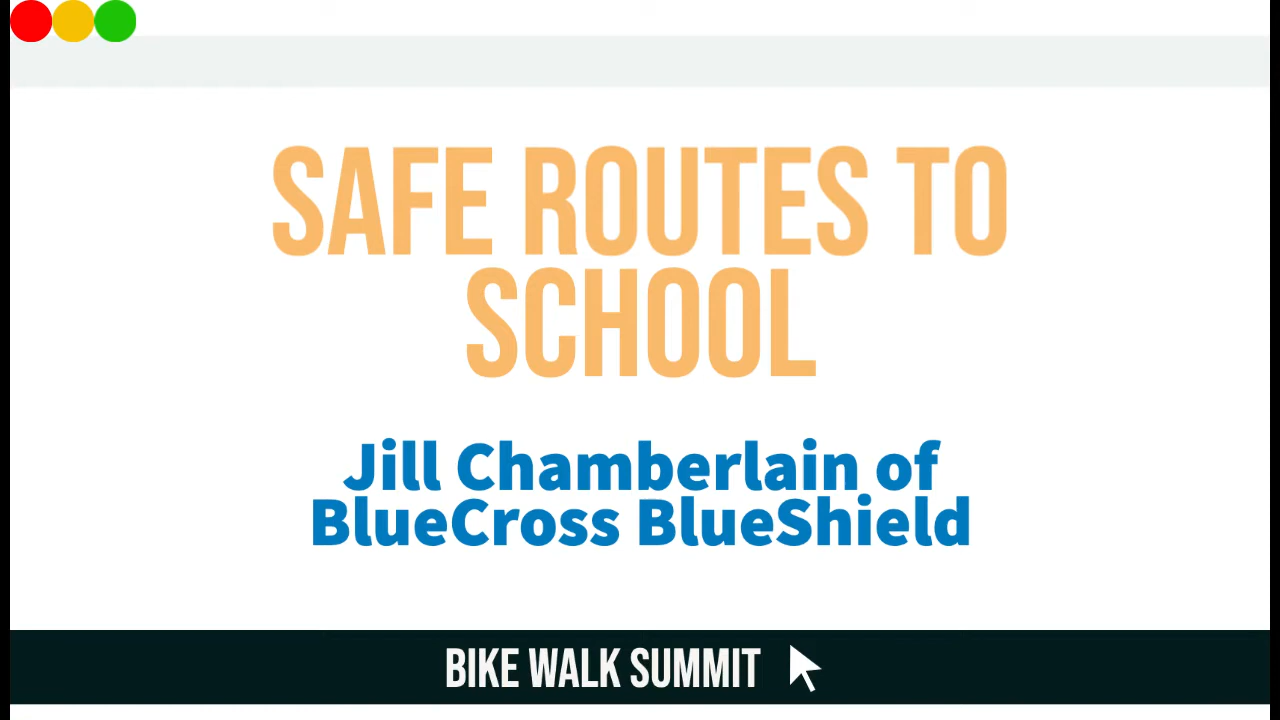 SAFE ROUTES TO
SCHOOL
Jill Chamberlain of
BlueCross BlueShield
BIKE WALK SUMMIT